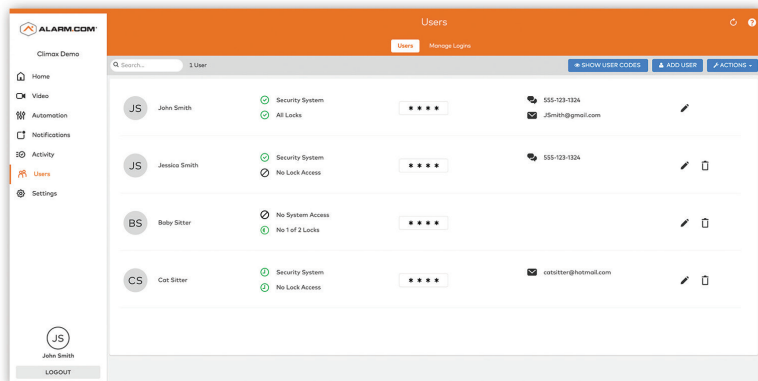 ALARM.COM
Climax Demo
Home
Video
Automation
Notifications
Activity
Users
Settings
JS
John Smith
LOGOUT
Users
Users Manage Logins
Search... 1 User SHOW USER CODES ADD USER ACTIONS
JS John Smith Security System **** 555-123-1324
All Locks JSmith@gmail.com
JS Jessica Smith Security System **** 555-123-1324
No Lock Access
BS Baby Sitter No System Access ****
No 1 of 2 Locks
CS Cat Sitter Security System **** catsitter@hotmail.com
No Lock Access